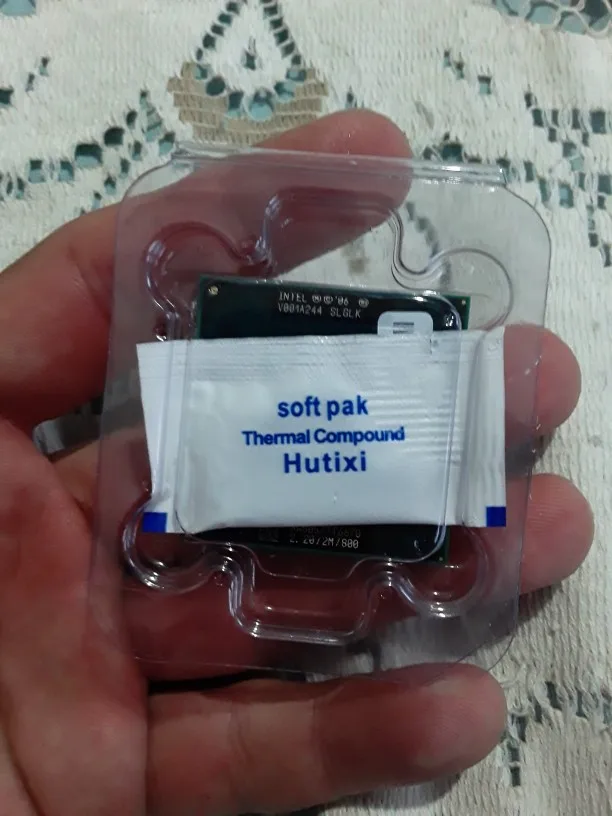 INTEL Ⓜ©'06
V001A244 SLGLK
soft pak
Thermal Compound
Hutixi
2.20/2M/800